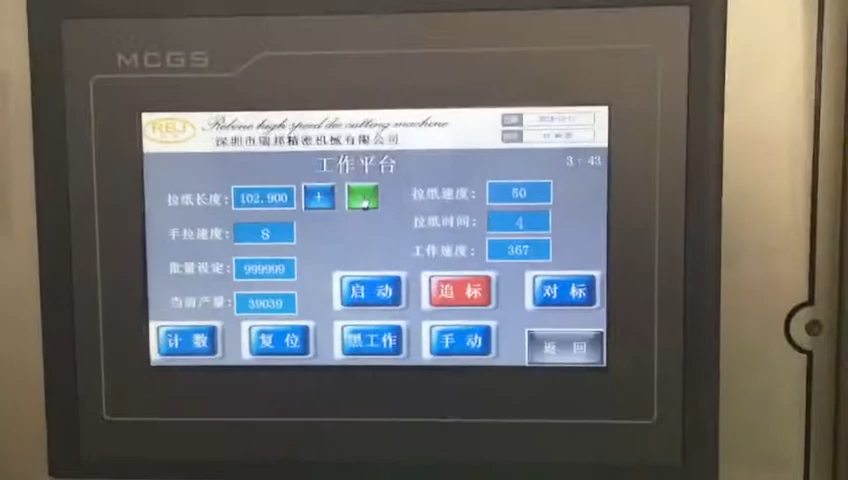 MCGS
RBJ
Rebone high speed die cutting machine
深圳市瑞邦精密机械有限公司
工作平台
3:43
拉纸长度: 102.900 + 拉纸速度: 50
手拉速度: 8 拉纸时间: 4
批量设定: 999999 工作速度: 367
当前产量: 39039 启动 追标 对标
计数 复位 黑工作 手动 返回